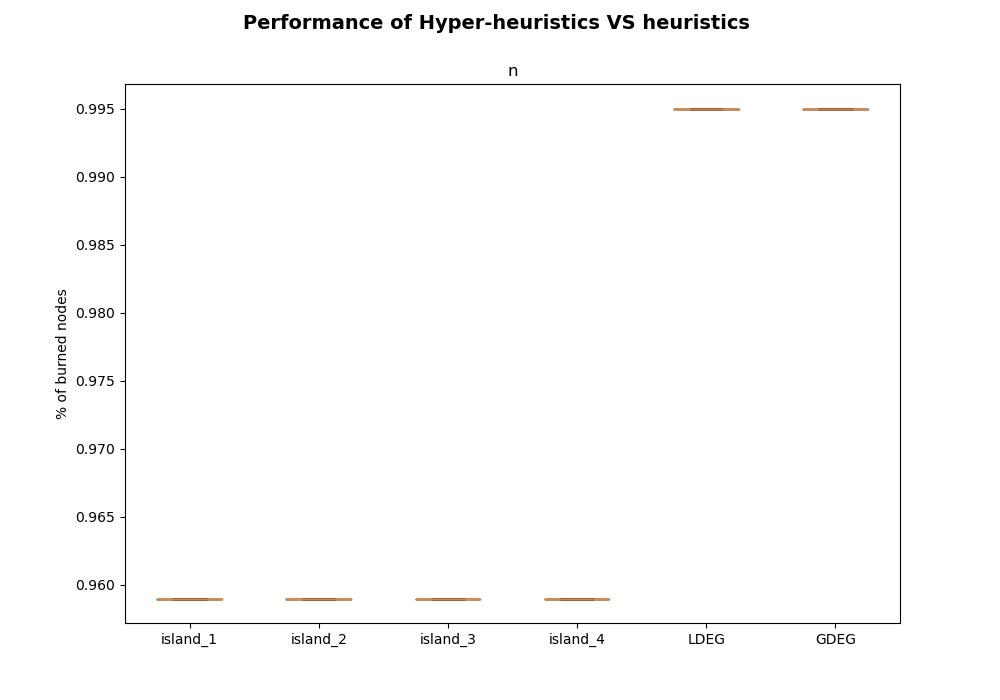 Performance of Hyper-heuristics VS heuristics
n
% of burned nodes
0.995
0.990
0.985
0.980
0.975
0.970
0.965
0.960
island_1 island_2 island_3 island_4 LDEG GDEG